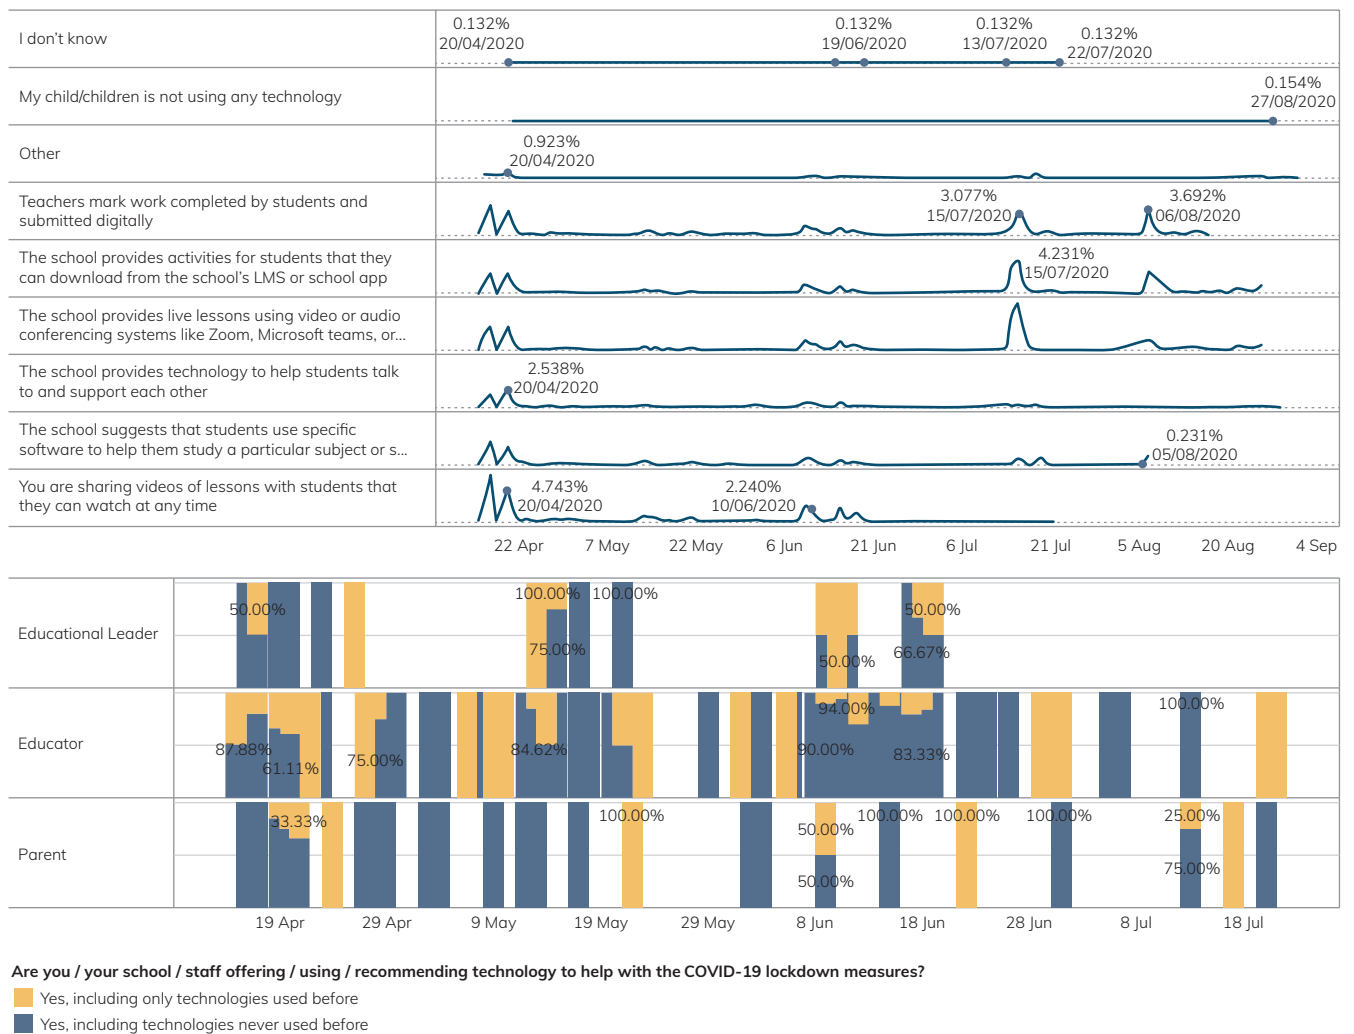 I don't know
0.132%
20/04/2020
0.132%
19/06/2020
0.132%
13/07/2020
0.132%
22/07/2020
My child/children is not using any technology
0.154%
27/08/2020
Other
0.923%
20/04/2020
Teachers mark work completed by students and
submitted digitally
3.077%
15/07/2020
3.692%
06/08/2020
The school provides activities for students that they
can download from the school's LMS or school app
4.231%
15/07/2020
The school provides live lessons using video or audio
conferencing systems like Zoom, Microsoft teams, or...
The school provides technology to help students talk
to and support each other
2.538%
20/04/2020
The school suggests that students use specific
software to help them study a particular subject or s...
0.231%
05/08/2020
You are sharing videos of lessons with students that
they can watch at any time
4.743%
20/04/2020
2.240%
10/06/2020
22 Apr 7 May 22 May 6 Jun 21 Jun 6 Jul 21 Jul 5 Aug 20 Aug 4 Sep
Educational Leader
50.00%
100.00% 100.00%
75.00%
50.00%
50.00%
66.67%
Educator
87.88%
61.11%
75.00%
84.62%
94.00%
90.00%
83.33%
100.00%
Parent
33.33%
100.00%
50.00%
50.00%
100.00% 100.00% 100.00%
25.00%
75.00%
19 Apr 29 Apr 9 May 19 May 29 May 8 Jun 18 Jun 28 Jun 8 Jul 18 Jul
Are you / your school / staff offering / using / recommending technology to help with the COVID-19 lockdown measures?
Yes, including only technologies used before
Yes, including technologies never used before